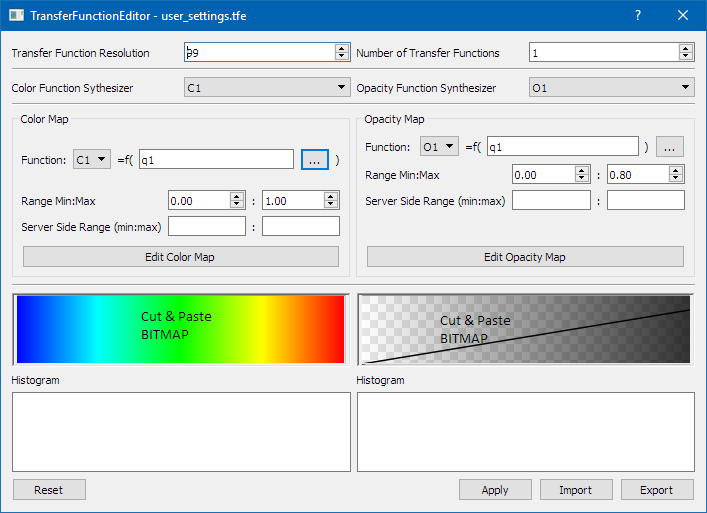 TransferFunctionEditor - user_settings.tfe
Transfer Function Resolution 99 Number of Transfer Functions 1
Color Function Sythesizer C1 Opacity Function Synthesizer O1
Color Map
Function: C1 =f( q1 ... )
Range Min:Max 0.00 : 1.00
Server Side Range (min:max) :
Edit Color Map
Opacity Map
Function: O1 =f( q1 ) ...
Range Min:Max 0.00 : 0.80
Server Side Range (min:max) :
Edit Opacity Map
Cut & Paste
BITMAP
Cut & Paste
BITMAP
Histogram Histogram
Reset Apply Import Export